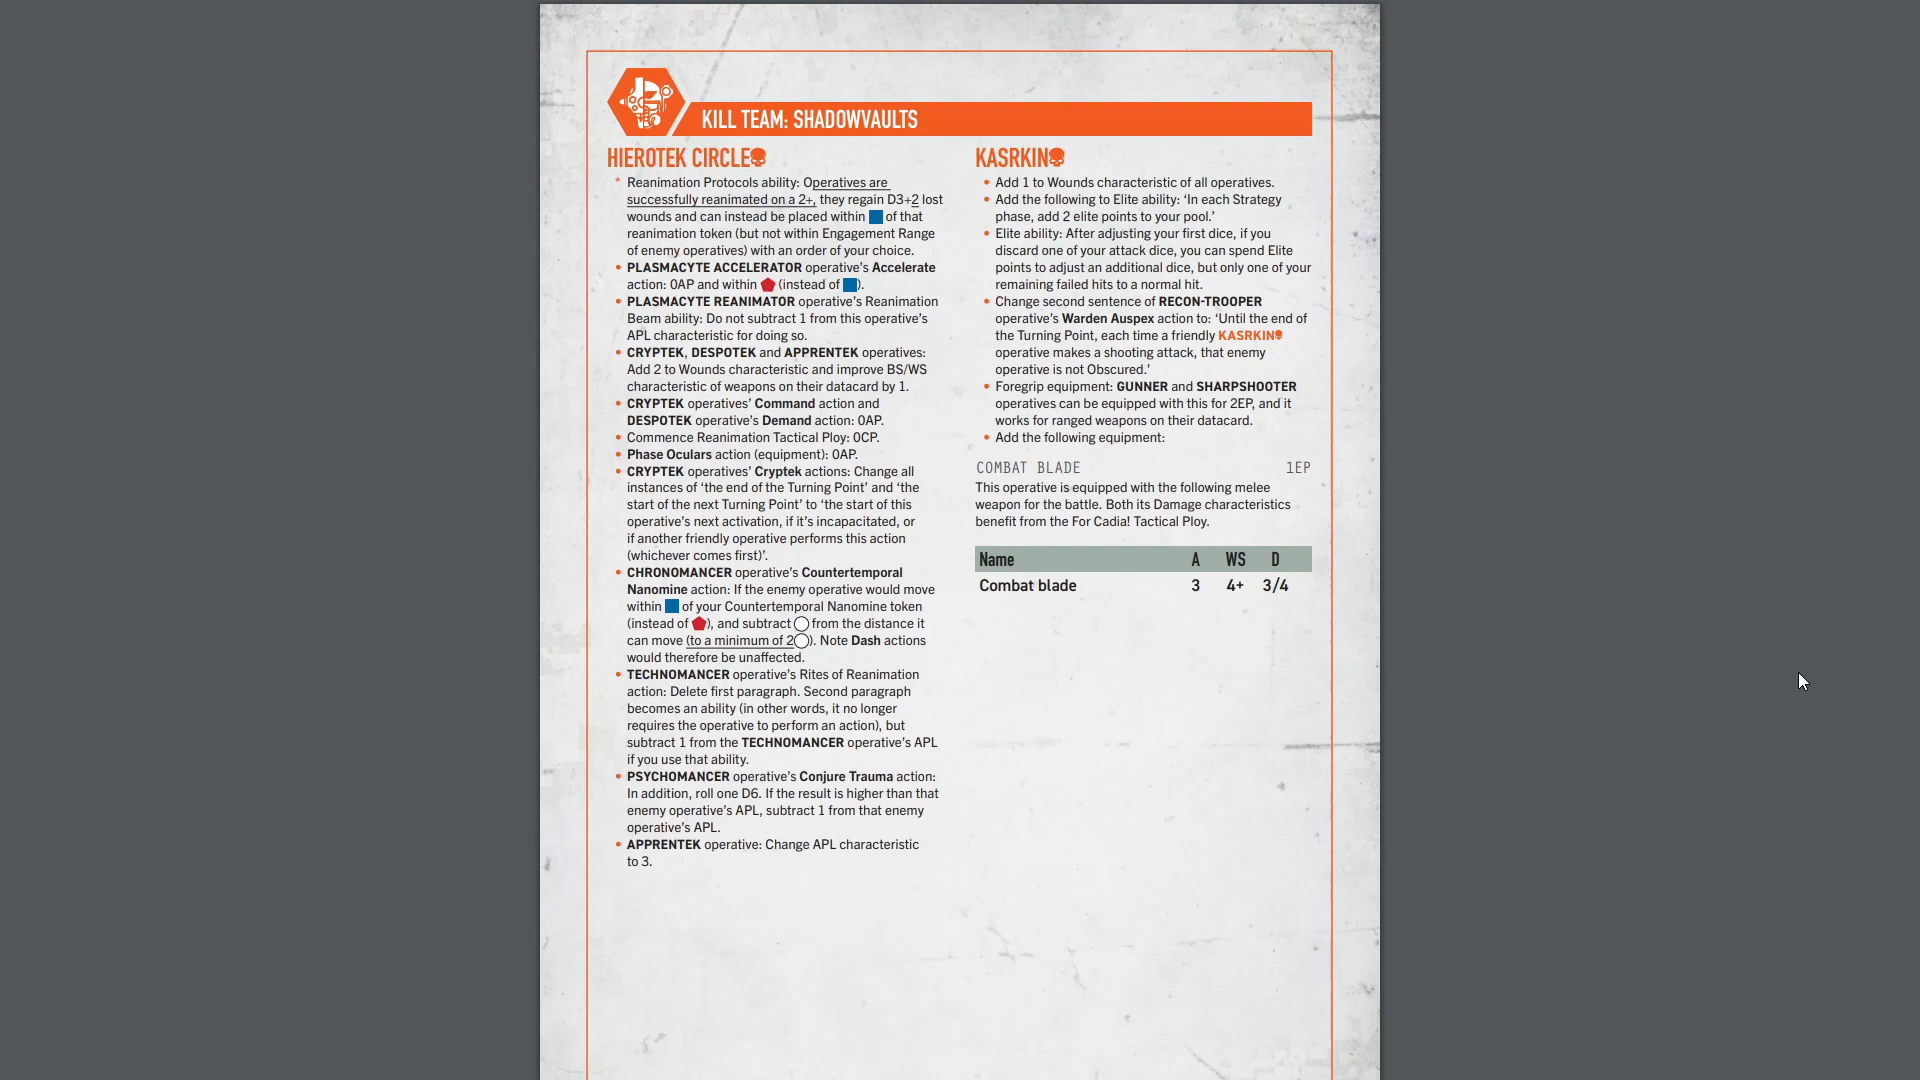 KILL TEAM: SHADOWVAULTS
HIEROTEK CIRCLE
* Reanimation Protocols ability: Operatives are
successfully reanimated on a 2+, they regain D3+2 lost
wounds and can instead be placed within of that
reanimation token (but not within Engagement Range
of enemy operatives) with an order of your choice.
• PLASMACYTE ACCELERATOR operative's Accelerate
action: 0AP and within (instead of ).
• PLASMACYTE REANIMATOR operative's Reanimation
Beam ability: Do not subtract 1 from this operative's
APL characteristic for doing so.
• CRYPTEK, DESPOTEK and APPRENTEK operatives:
Add 2 to Wounds characteristic and improve BS/WS
characteristic of weapons on their datacard by 1.
• CRYPTEK operatives' Command action and
DESPOTEK operative's Demand action: 0AP.
• Commence Reanimation Tactical Ploy: 0CP.
• Phase Oculars action (equipment): 0AP.
• CRYPTEK operatives' Cryptek actions: Change all
instances of 'the end of the Turning Point' and 'the
start of the next Turning Point' to 'the start of this
operative's next activation, if it's incapacitated, or
if another friendly operative performs this action
(whichever comes first)'.
• CHRONOMANCER operative's Countertemporal
Nanomine action: If the enemy operative would move
within of your Countertemporal Nanomine token
(instead of ), and subtract from the distance it
can move (to a minimum of 2 ). Note Dash actions
would therefore be unaffected.
• TECHNOMANCER operative's Rites of Reanimation
action: Delete first paragraph. Second paragraph
becomes an ability (in other words, it no longer
requires the operative to perform an action), but
subtract 1 from the TECHNOMANCER operative's APL
if you use that ability.
• PSYCHOMANCER operative's Conjure Trauma action:
In addition, roll one D6. If the result is higher than that
enemy operative's APL, subtract 1 from that enemy
operative's APL.
• APPRENTEK operative: Change APL characteristic
to 3.
KASRKIN
• Add 1 to Wounds characteristic of all operatives.
• Add the following to Elite ability: 'In each Strategy
phase, add 2 elite points to your pool.'
• Elite ability: After adjusting your first dice, if you
discard one of your attack dice, you can spend Elite
points to adjust an additional dice, but only one of your
remaining failed hits to a normal hit.
• Change second sentence of RECON-TROOPER
operative's Warden Auspex action to: 'Until the end of
the Turning Point, each time a friendly KASRKIN
operative makes a shooting attack, that enemy
operative is not Obscured.'
• Foregrip equipment: GUNNER and SHARPSHOOTER
operatives can be equipped with this for 2EP, and it
works for ranged weapons on their datacard.
• Add the following equipment:
COMBAT BLADE 1EP
This operative is equipped with the following melee
weapon for the battle. Both its Damage characteristics
benefit from the For Cadia! Tactical Ploy.
Name A WS D
Combat blade 3 4+ 3/4